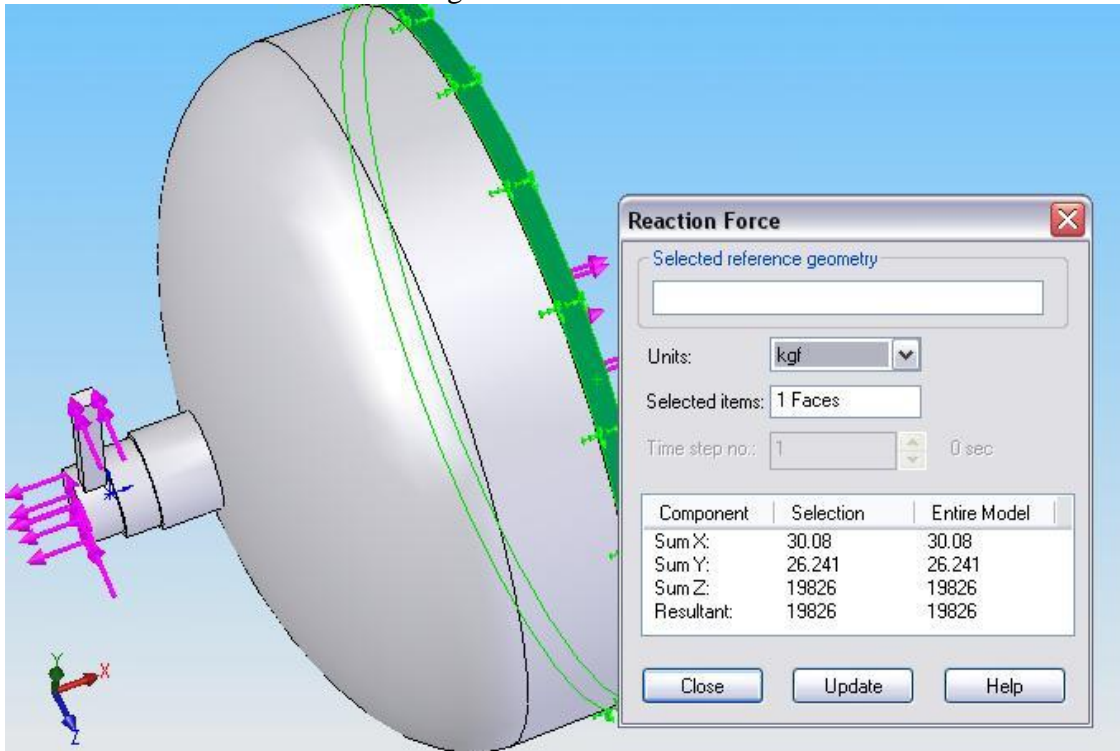 Reaction Force
Selected reference geometry
Units: kgf
Selected items: 1 Faces
Time step no.: 1 0 sec
Component Selection Entire Model
Sum X: 30.08 30.08
Sum Y: 26.241 26.241
Sum Z: 19826 19826
Resultant: 19826 19826
Close Update Help
Y
X
Z